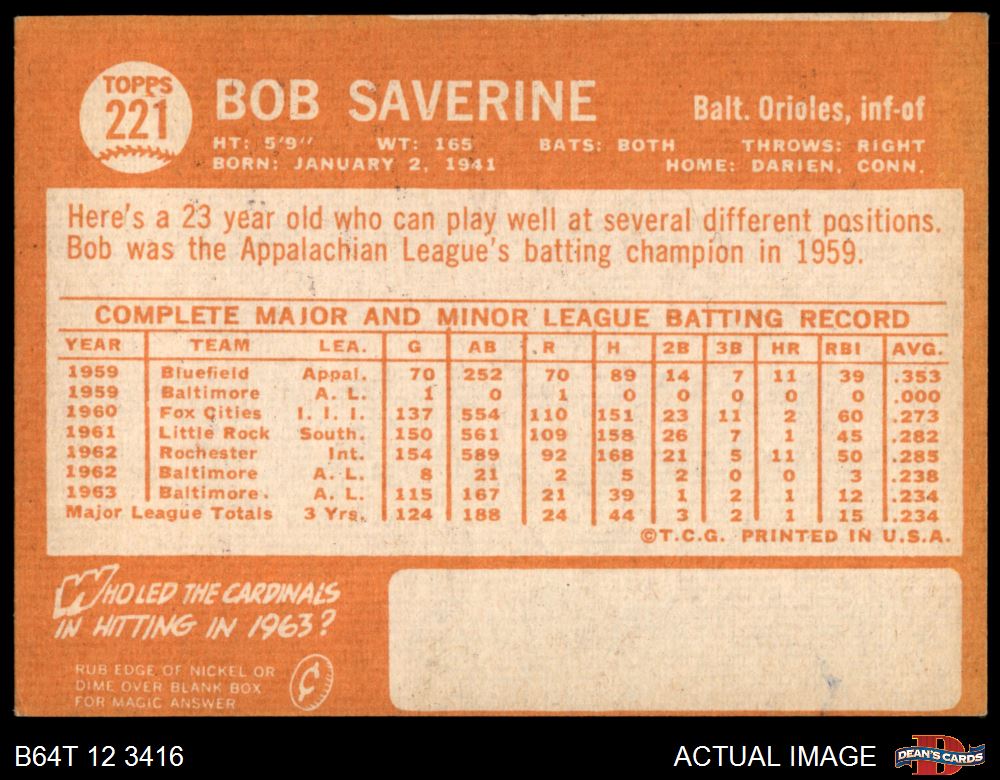 TOPPS
221
BOB SAVERINE
Balt. Orioles, inf-of
HT: 5'9" WT: 165 BATS: BOTH THROWS: RIGHT
BORN: JANUARY 2, 1941 HOME: DARIEN, CONN.
Here's a 23 year old who can play well at several different positions.
Bob was the Appalachian League's batting champion in 1959.
COMPLETE MAJOR AND MINOR LEAGUE BATTING RECORD
YEAR TEAM LEA. G AB R H 2B 3B HR RBI AVG.
1959 Bluefield Appal. 70 252 70 89 14 7 11 39 .353
1959 Baltimore A. L. 1 0 1 0 0 0 0 0 .000
1960 Fox Cities I. I. I. 137 554 110 151 23 11 2 60 .273
1961 Little Rock South. 150 561 109 158 26 7 1 45 .282
1962 Rochester Int. 154 589 92 168 21 5 11 50 .285
1962 Baltimore A. L. 8 21 2 5 2 0 0 3 .238
1963 Baltimore. A. L. 115 167 21 39 1 2 1 12 .234
Major League Totals 3 Yrs. 124 188 24 44 3 2 1 15 .234
©T.C.G. PRINTED IN U.S.A.
WHO LED THE CARDINALS
IN HITTING IN 1963?
RUB EDGE OF NICKEL OR
DIME OVER BLANK BOX
FOR MAGIC ANSWER
¢
B64T 12 3416
ACTUAL IMAGE
DEAN'S CARDS